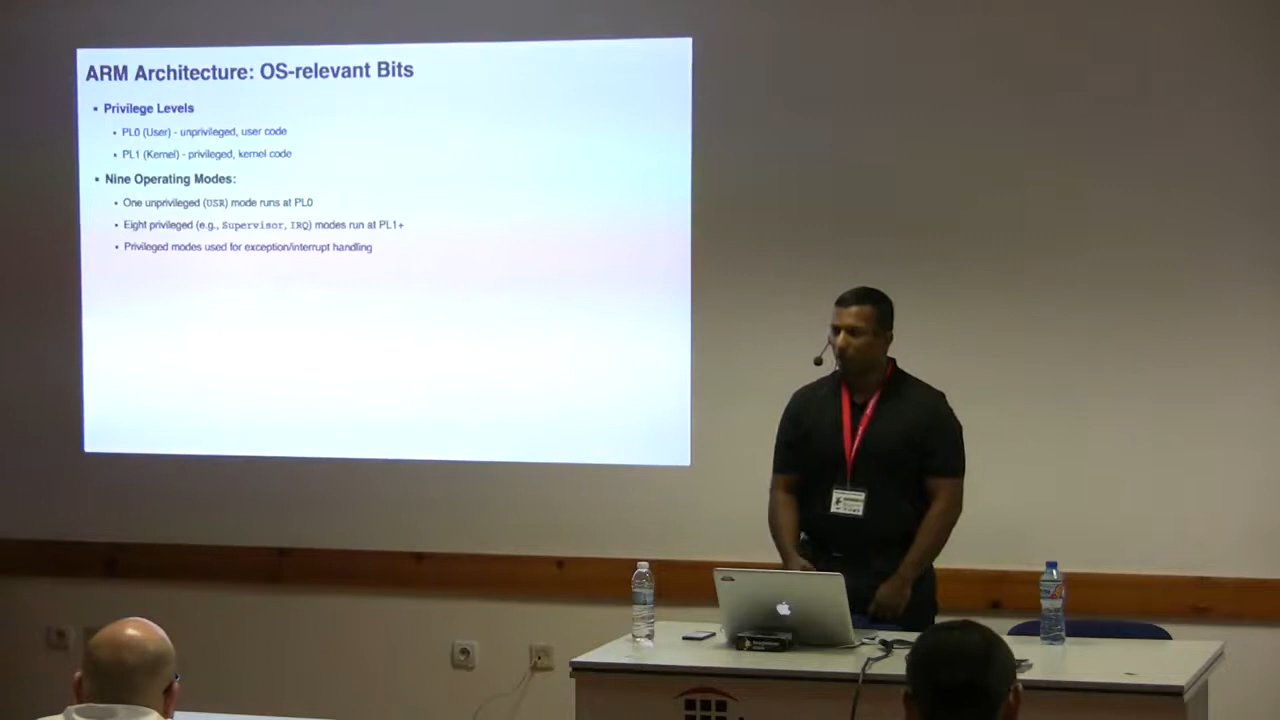 ARM Architecture: OS-relevant Bits
▪ Privilege Levels
• PL0 (User) - unprivileged, user code
• PL1 (Kernel) - privileged, kernel code
▪ Nine Operating Modes:
• One unprivileged (USR) mode runs at PL0
• Eight privileged (e.g., Supervisor, IRQ) modes run at PL1+
• Privileged modes used for exception/interrupt handling